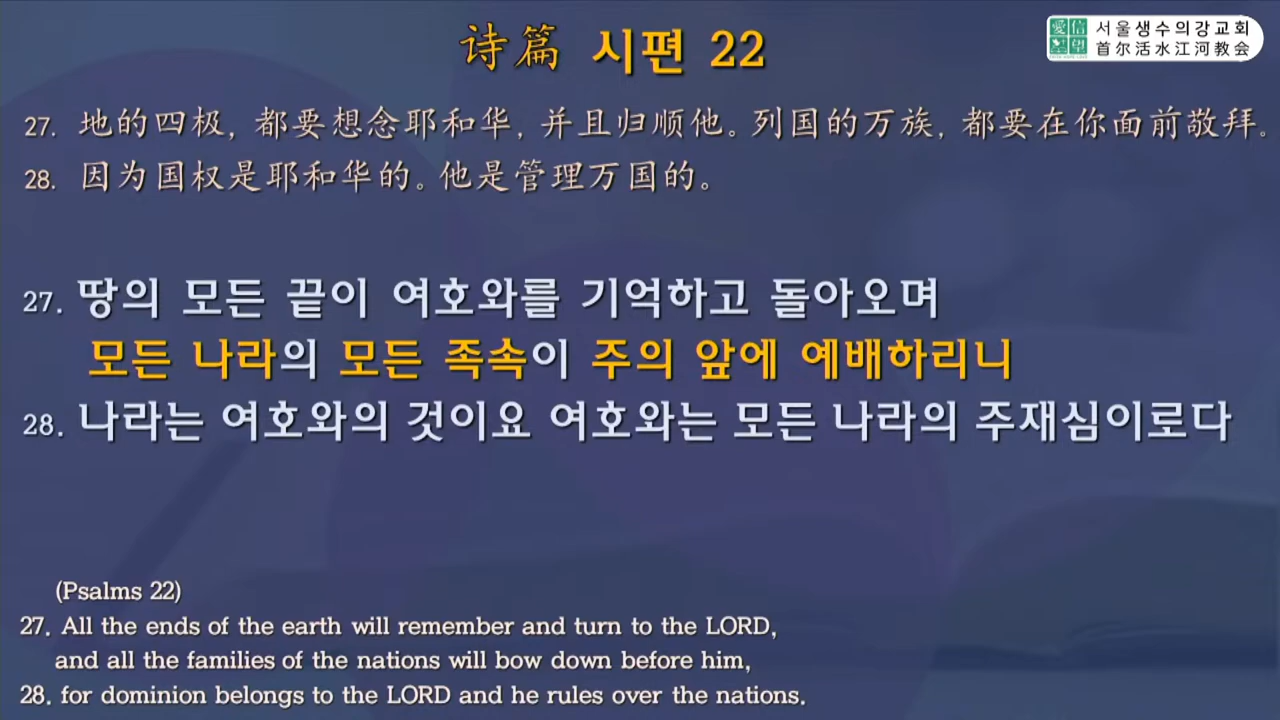 诗篇 시편 22
愛 信 望
서울생수의강교회
首尔活水江河教会
27. 地的四极, 都要想念耶和华, 并且归顺他。列国的万族, 都要在你面前敬拜。
28. 因为国权是耶和华的。他是管理万国的。
27. 땅의 모든 끝이 여호와를 기억하고 돌아오며
모든 나라의 모든 족속이 주의 앞에 예배하리니
28. 나라는 여호와의 것이요 여호와는 모든 나라의 주재심이로다
(Psalms 22)
27. All the ends of the earth will remember and turn to the LORD,
and all the families of the nations will bow down before him,
28. for dominion belongs to the LORD and he rules over the nations.